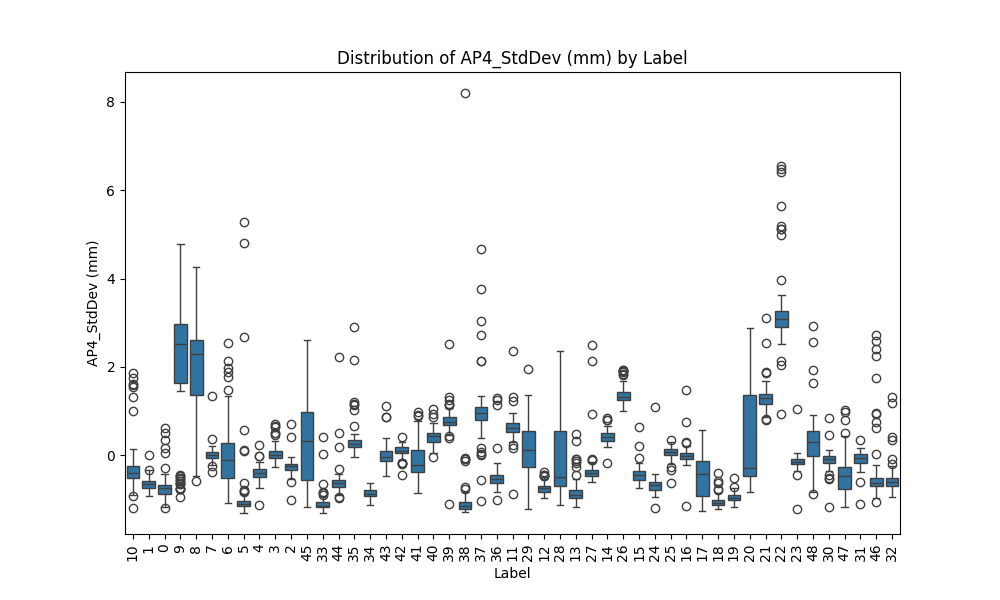 Distribution of AP4_StdDev (mm) by Label
AP4_StdDev (mm)
8
6
4
2
0
10 1 0 9 8 7 6 5 4 3 2 45 33 44 35 34 43 42 41 40 39 38 37 36 11 29 12 28 13 27 14 26 15 24 25 16 17 18 19 20 21 22 23 48 30 47 31 46 32
Label